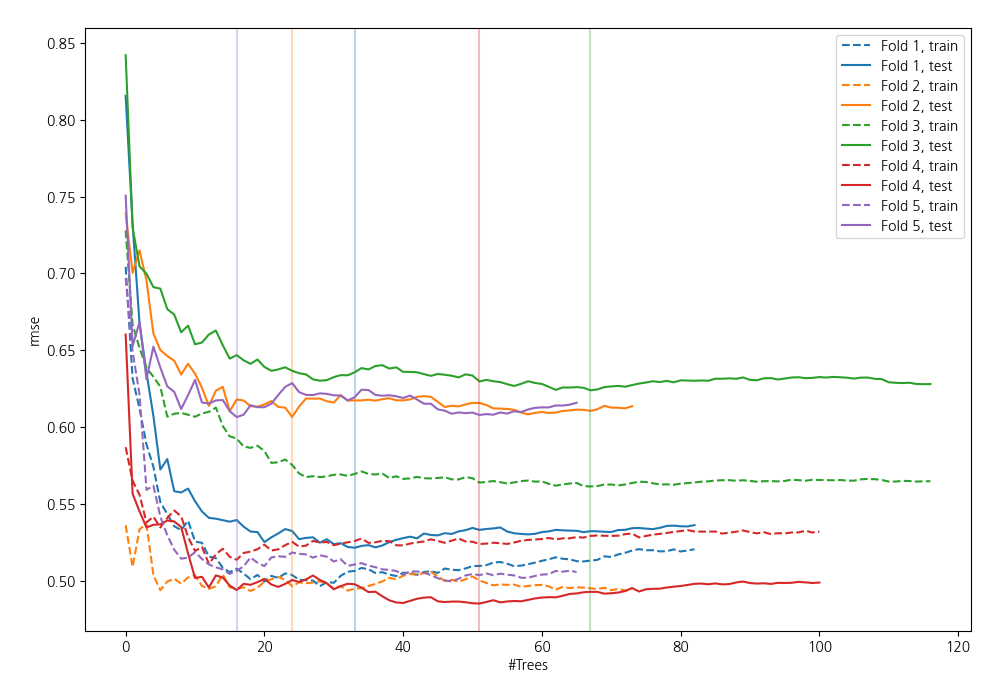 0.85
0.80
0.75
0.70
0.65
0.60
0.55
0.50
rmse
0 20 40 60 80 100 120
#Trees
Fold 1, train
Fold 1, test
Fold 2, train
Fold 2, test
Fold 3, train
Fold 3, test
Fold 4, train
Fold 4, test
Fold 5, train
Fold 5, test